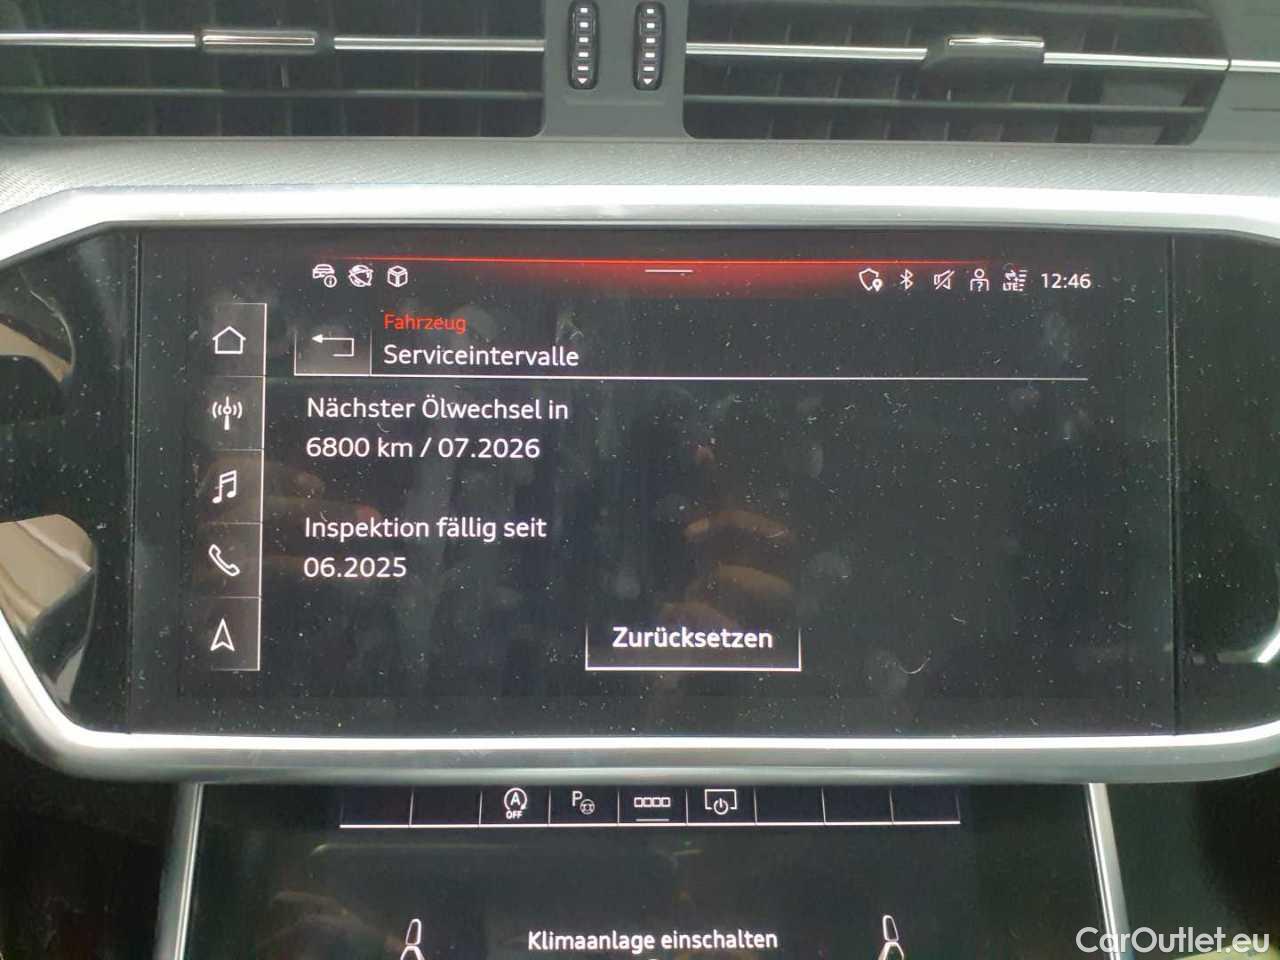 LTE
12:46
Fahrzeug
Serviceintervalle
Nächster Ölwechsel in
6800 km / 07.2026
Inspektion fällig seit
06.2025
Zurücksetzen
A
OFF
P
Klimaanlage einschalten
CarOutlet.eu